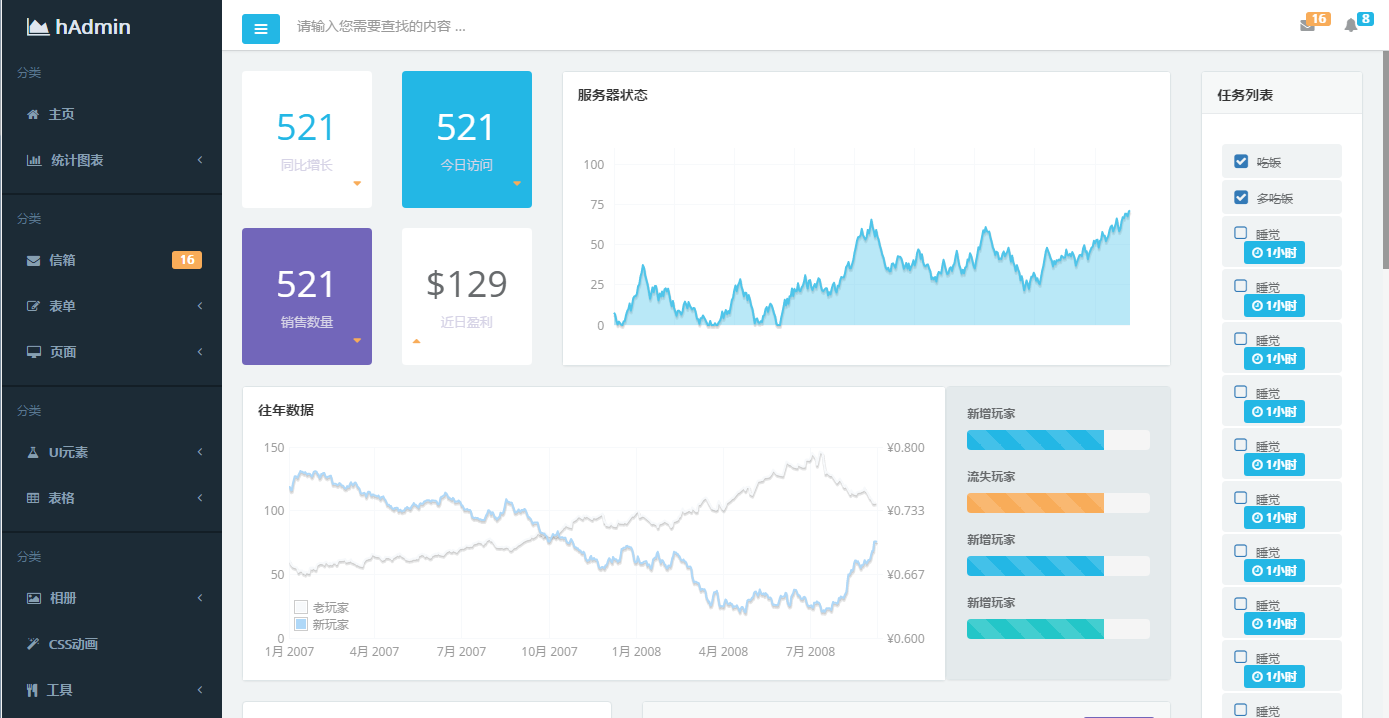 hAdmin
分类
主页
统计图表
分类
信箱 16
表单
页面
分类
UI元素
表格
分类
相册
CSS动画
工具
请输入您需要查找的内容 …
16 8
521
同比增长
521
今日访问
521
销售数量
$129
近日盈利
服务器状态
100
75
50
25
0
往年数据
150
100
50
0
¥0.800
¥0.733
¥0.667
¥0.600
老玩家
新玩家
1月 2007 4月 2007 7月 2007 10月 2007 1月 2008 4月 2008 7月 2008
新增玩家
流失玩家
新增玩家
新增玩家
任务列表
吃饭
多吃饭
睡觉
1小时
睡觉
1小时
睡觉
1小时
睡觉
1小时
睡觉
1小时
睡觉
1小时
睡觉
1小时
睡觉
1小时
睡觉
1小时
睡觉